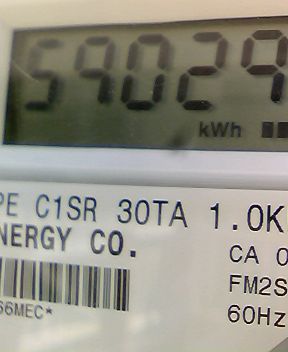 59029
kWh
PE C1SR 30TA 1.0K
NERGY CO.
CA 0
FM2S
66MEC*
60Hz